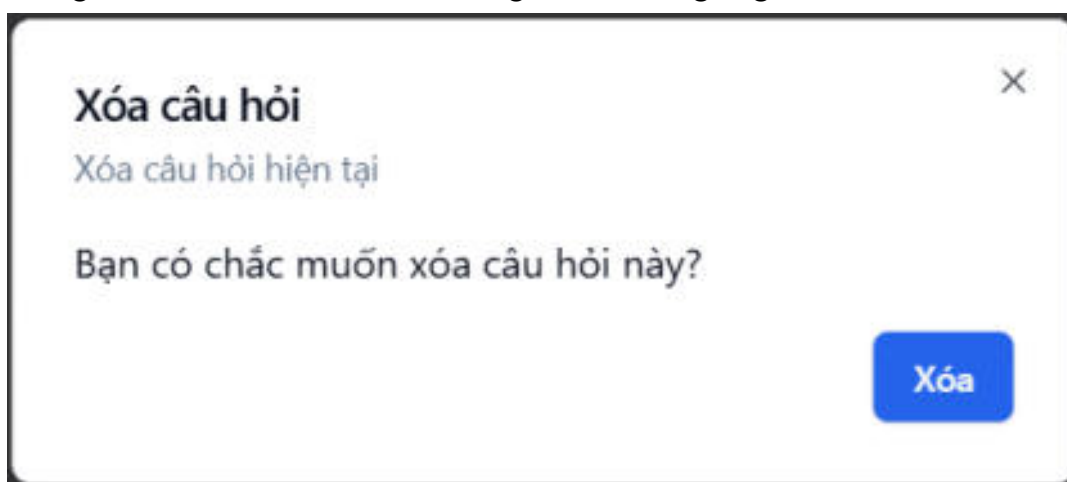 Xóa câu hỏi
Xóa câu hỏi hiện tại
Bạn có chắc muốn xóa câu hỏi này?
Xóa